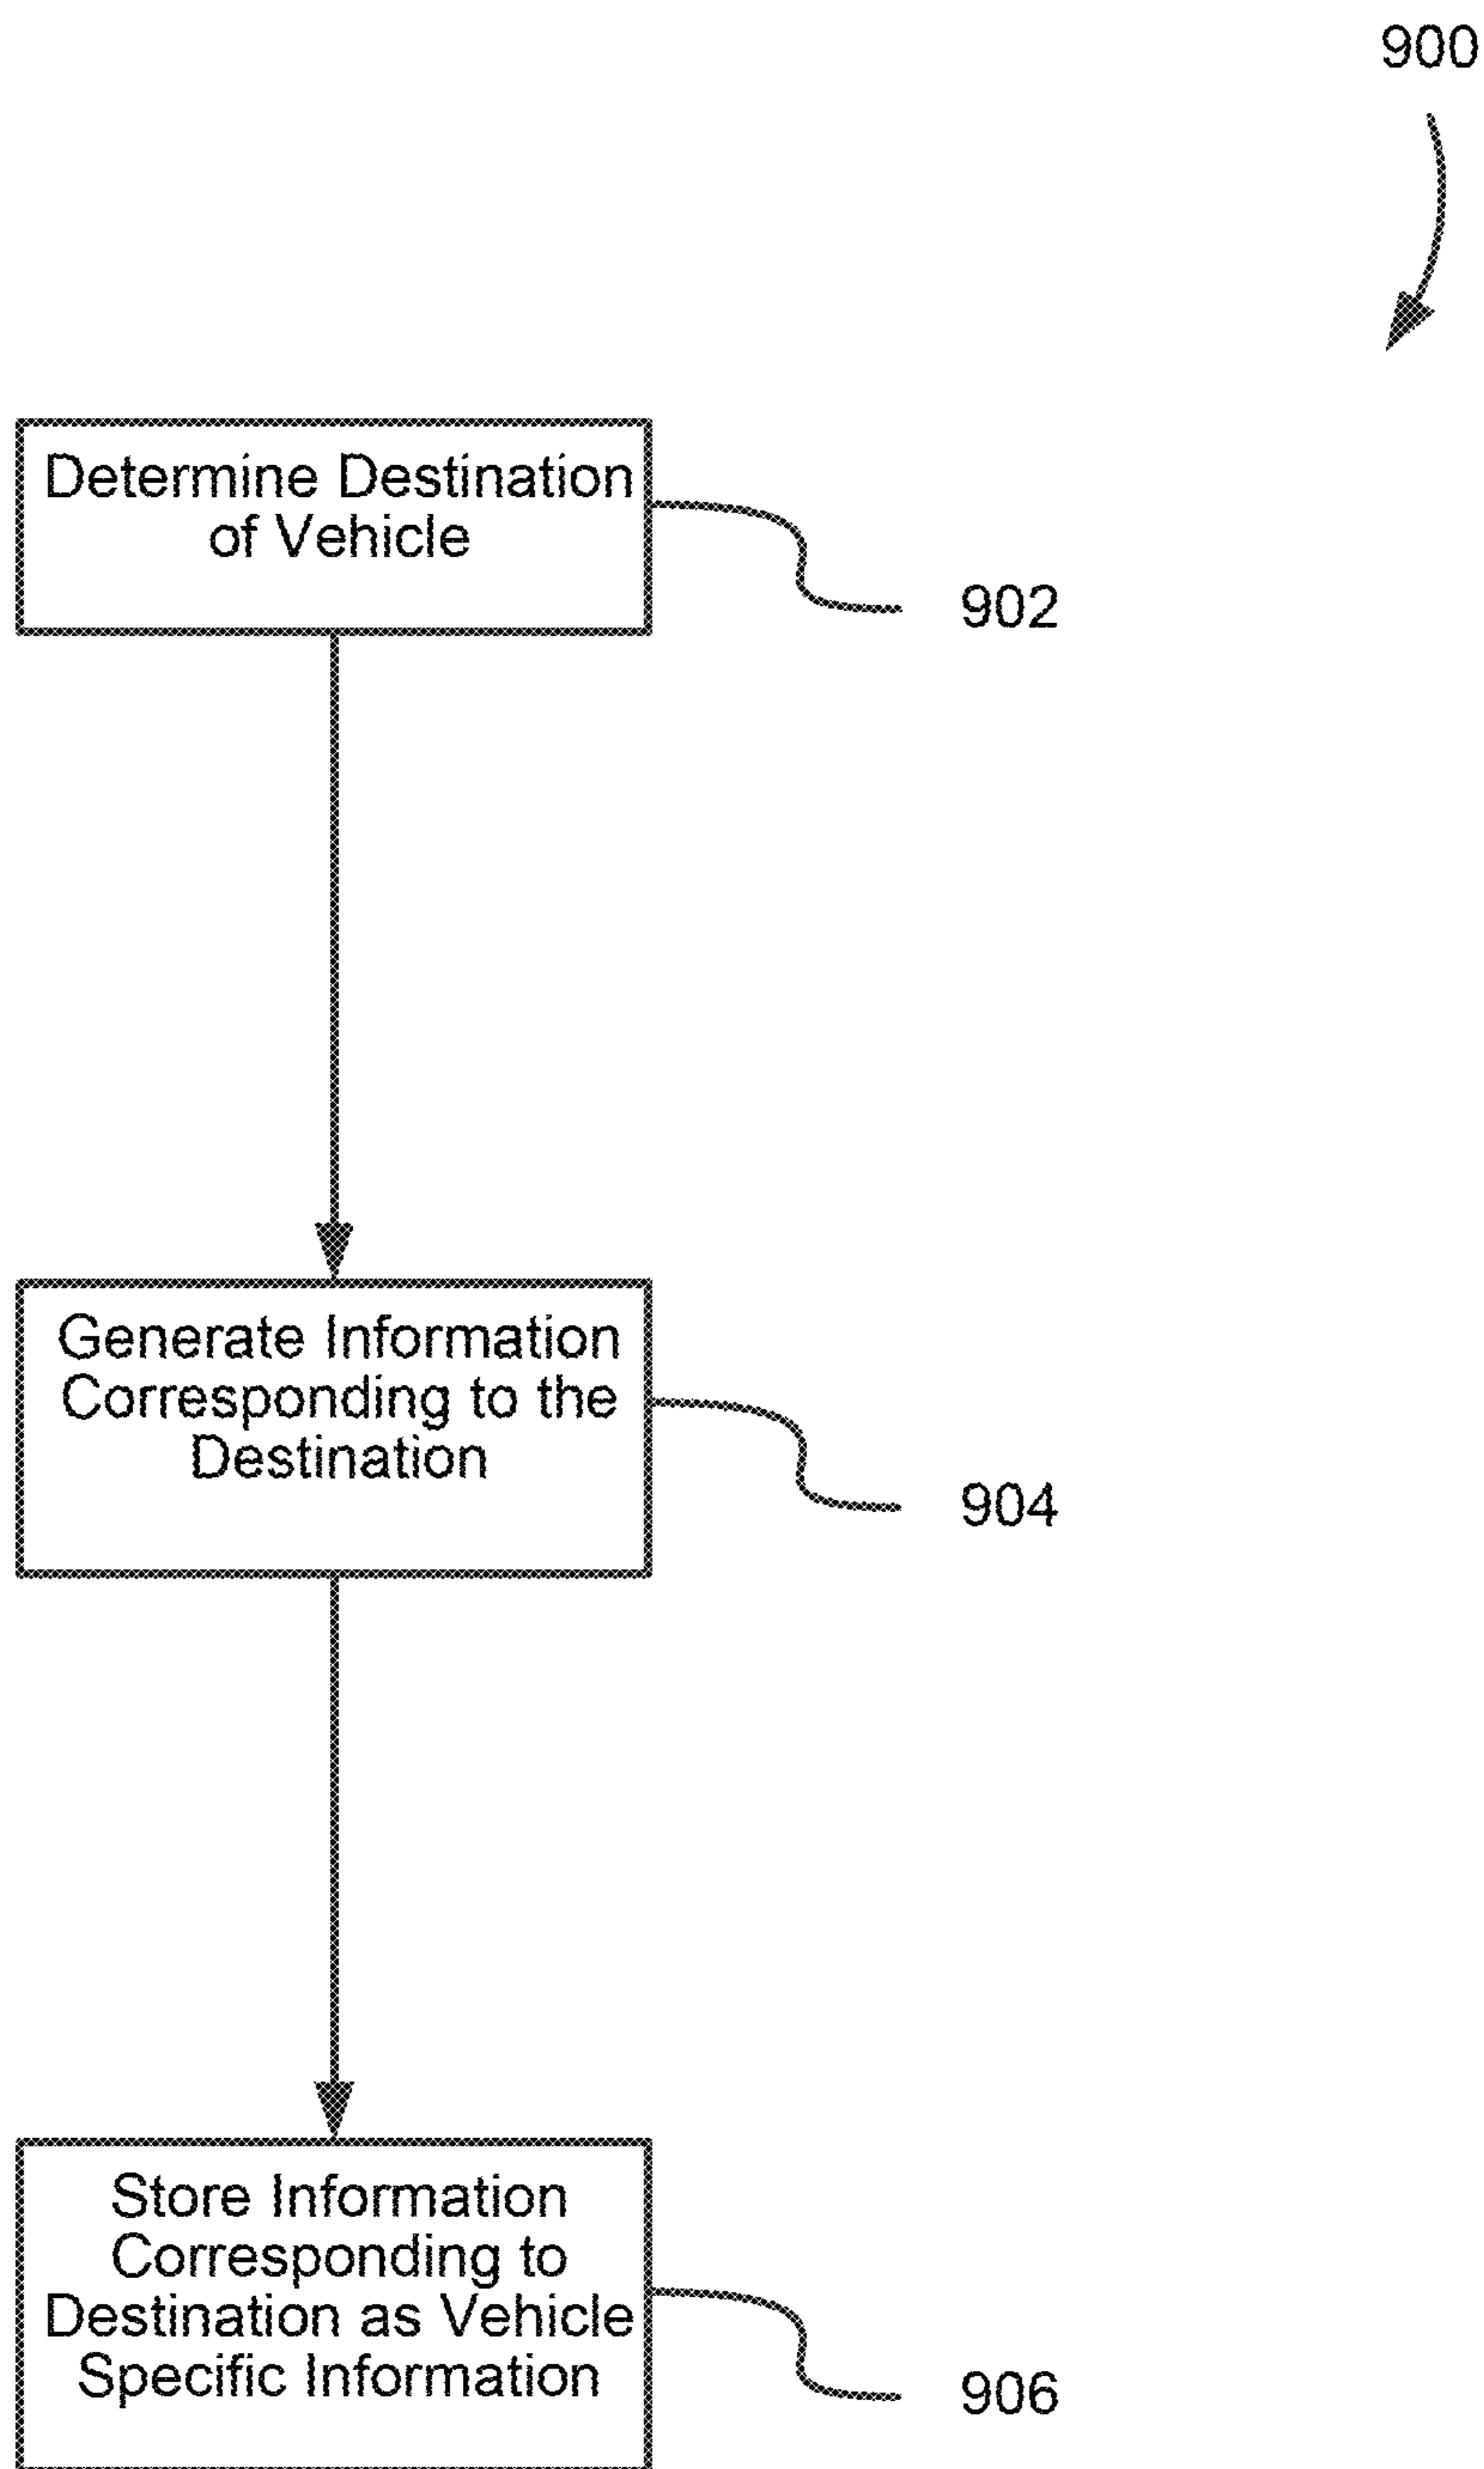 900
Determine Destination
of Vehicle
902
Generate Information
Corresponding to the
Destination
904
Store Information
Corresponding to
Destination as Vehicle
Specific Information
906